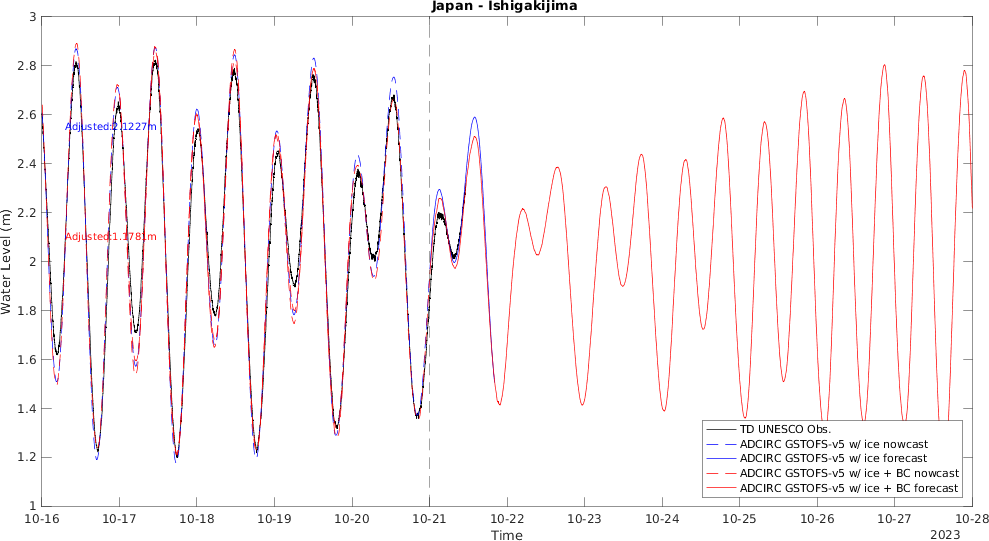 Japan - Ishigakijima
3
2.8
2.6
2.4
2.2
2
1.8
1.6
1.4
1.2
1
Water Level (m)
Adjusted:2.1227m
Adjusted:1.1781m
TD UNESCO Obs.
ADCIRC GSTOFS-v5 w/ ice nowcast
ADCIRC GSTOFS-v5 w/ ice forecast
ADCIRC GSTOFS-v5 w/ ice + BC nowcast
ADCIRC GSTOFS-v5 w/ ice + BC forecast
10-16 10-17 10-18 10-19 10-20 10-21 10-22 10-23 10-24 10-25 10-26 10-27 10-28
Time
2023